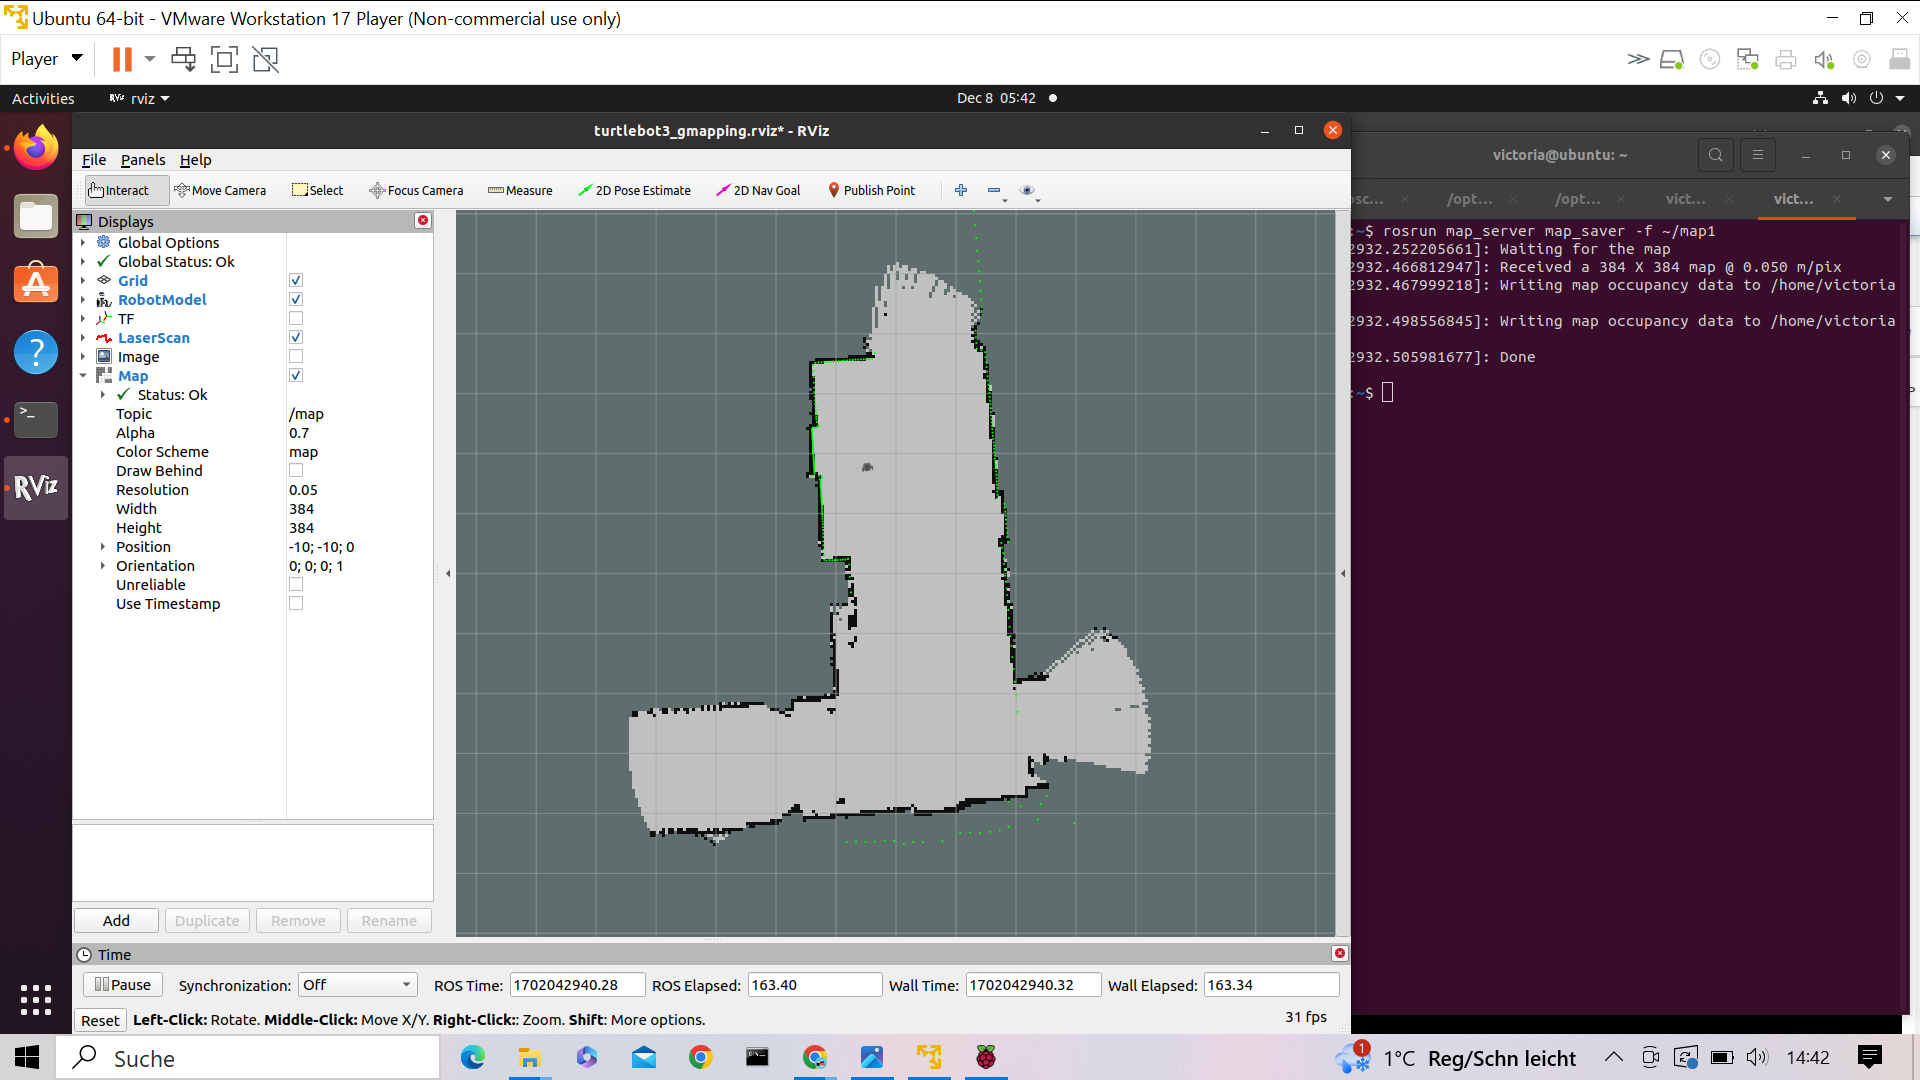 Ubuntu 64-bit - VMware Workstation 17 Player (Non-commercial use only)
Player
Activities RViz rviz Dec 8 05:42
turtlebot3_gmapping.rviz* - RViz
File Panels Help
Interact Move Camera Select Focus Camera Measure 2D Pose Estimate 2D Nav Goal Publish Point
Displays
Global Options
Global Status: Ok
Grid
RobotModel
TF
LaserScan
Image
Map
Status: Ok
Topic /map
Alpha 0.7
Color Scheme map
Draw Behind
Resolution 0.05
Width 384
Height 384
Position -10; -10; 0
Orientation 0; 0; 0; 1
Unreliable
Use Timestamp
Add Duplicate Remove Rename
Time
Pause Synchronization: Off ROS Time: 1702042940.28 ROS Elapsed: 163.40 Wall Time: 1702042940.32 Wall Elapsed: 163.34
Reset Left-Click: Rotate. Middle-Click: Move X/Y. Right-Click:: Zoom. Shift: More options. 31 fps
RViz
victoria@ubuntu: ~
/opt... /opt... vict... vict...
:~$ rosrun map_server map_saver -f ~/map1
2932.252205661]: Waiting for the map
2932.466812947]: Received a 384 X 384 map @ 0.050 m/pix
2932.467999218]: Writing map occupancy data to /home/victoria
2932.498556845]: Writing map occupancy data to /home/victoria
2932.505981677]: Done
:~$
Suche 1 1°C Reg/Schn leicht 14:42